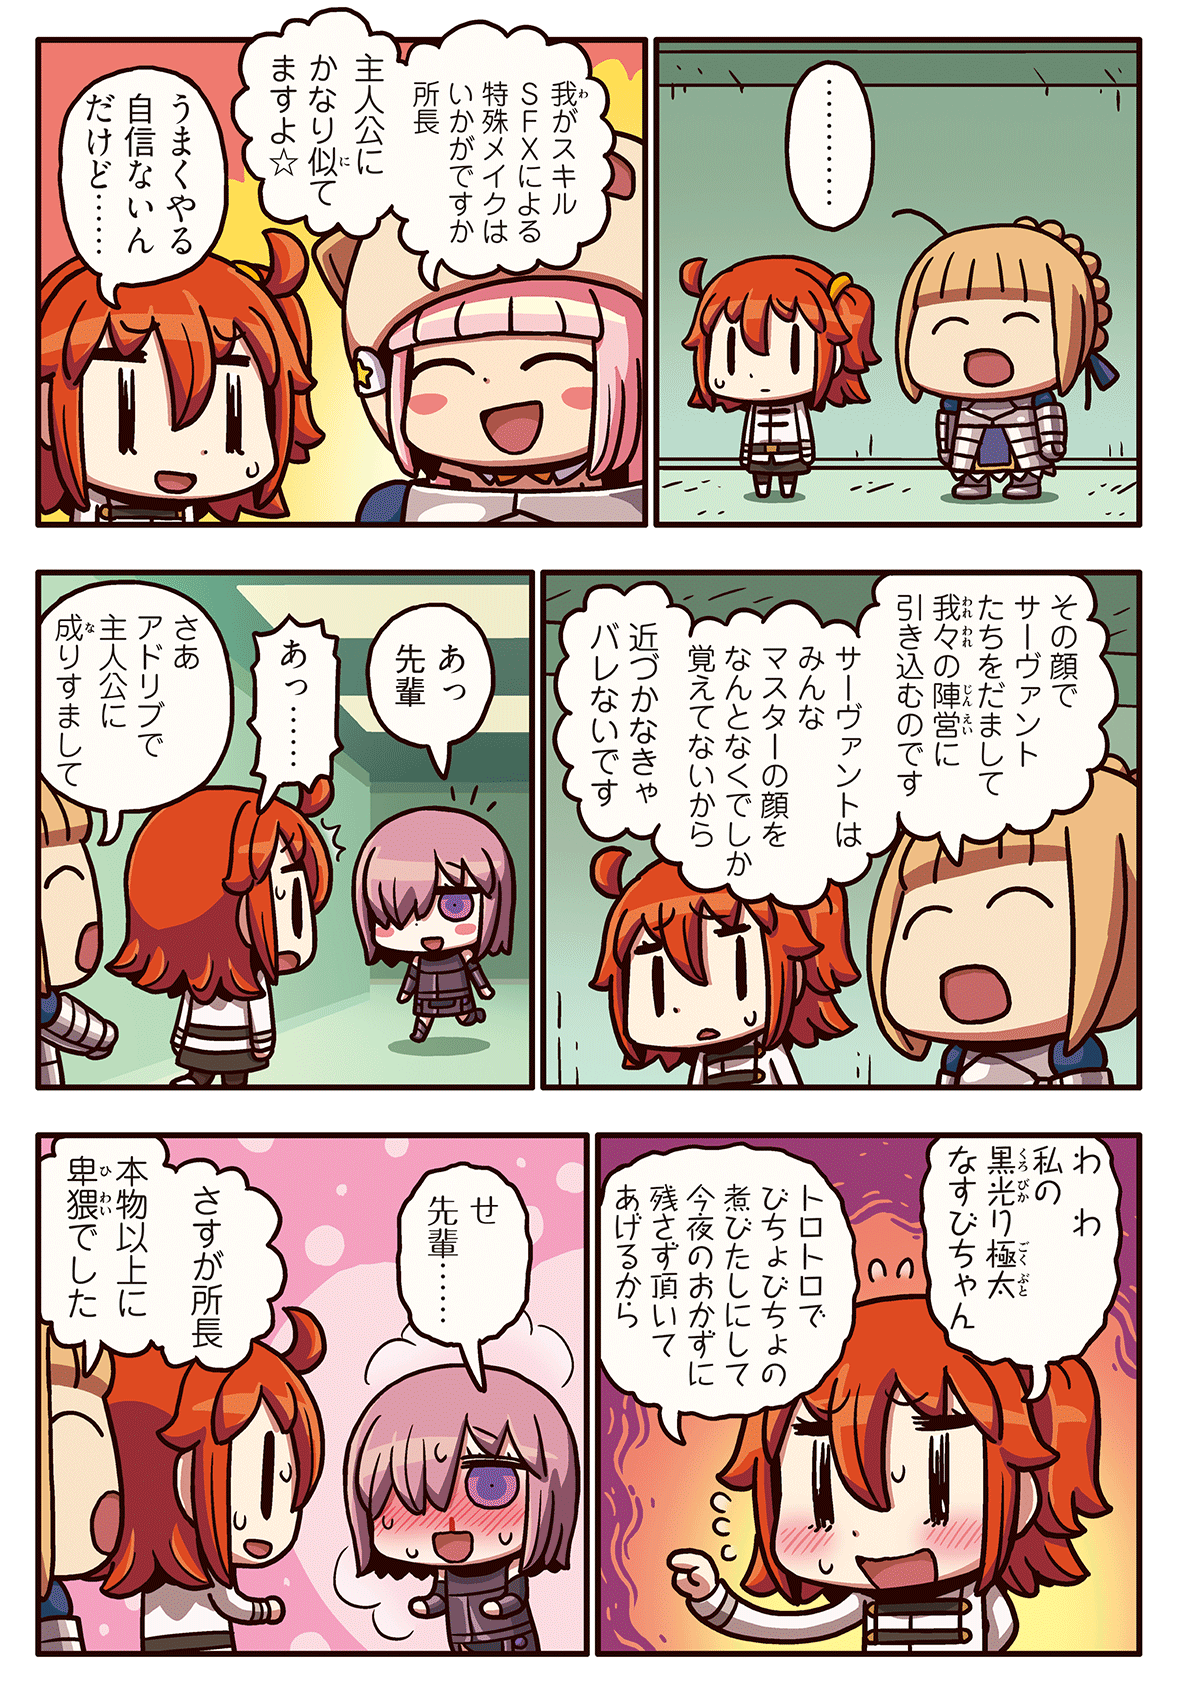 …………
我がスキル
SFXによる
特殊メイクは
いかがですか
所長
主人公に
かなり似て
ますよ☆
うまくやる
自信ないん
だけど……
その顔で
サーヴァント
たちをだまして
我々の陣営に
引き込むのです
サーヴァントは
みんな
マスターの顔を
なんとなくでしか
覚えてないから
近づかなきゃ
バレないです
あっ
先輩
あっ……
さあ
アドリブで
主人公に
成りすまして
わ わ
私の
黒光り極太
なすびちゃん
トロトロで
びちょびちょの
煮びたしにして
今夜のおかずに
残さず頂いて
あげるから
せ
先輩……
さすが所長
本物以上に
卑猥でした